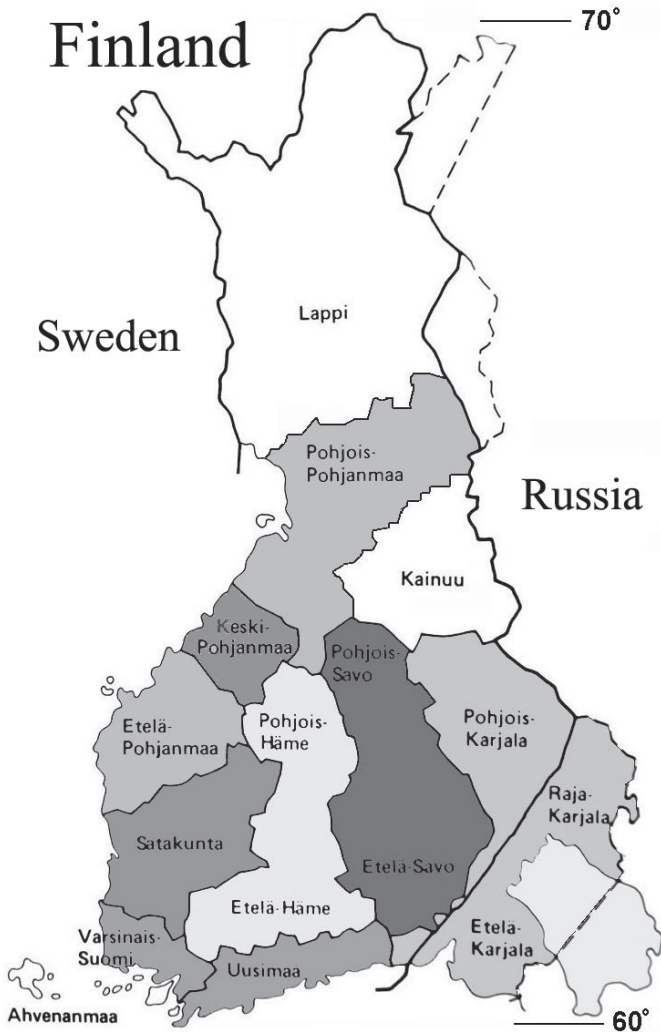 Finland
70°
Lappi
Sweden
Pohjois-
Pohjanmaa
Russia
Kainuu
Keski-
Pohjanmaa
Pohjois-
Savo
Etelä-
Pohjanmaa
Pohjois-
Häme
Pohjois-
Karjala
Raja-
Karjala
Satakunta
Etelä-Savo
Etelä-Häme
Etelä-
Karjala
Varsinais-
Suomi
Uusimaa
Ahvenanmaa
60°